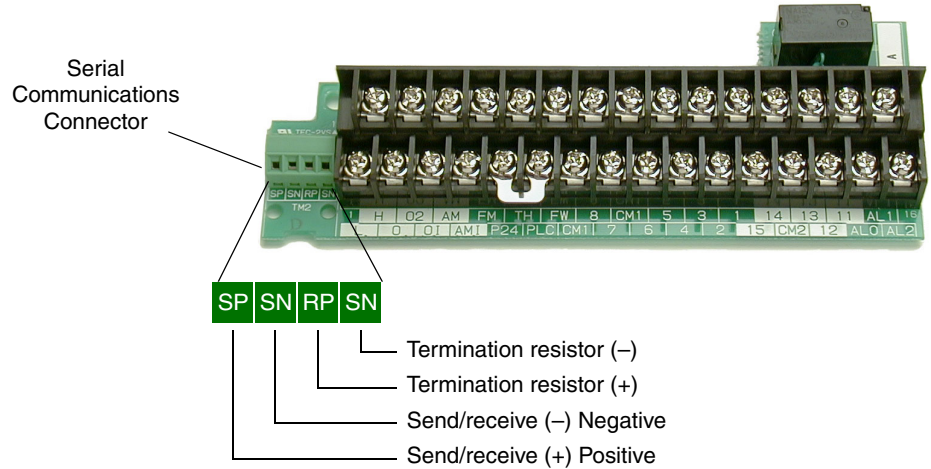 Serial
Communications
Connector
A
SP SN RP SN
TM2
H O2 AM FM TH FW 8 CM1 5 3 1 14 13 11 AL1 16
L O OI AMI P24 PLC CM1 7 6 4 2 15 CM2 12 AL0 AL2
SP SN RP SN
Termination resistor (–)
Termination resistor (+)
Send/receive (–) Negative
Send/receive (+) Positive